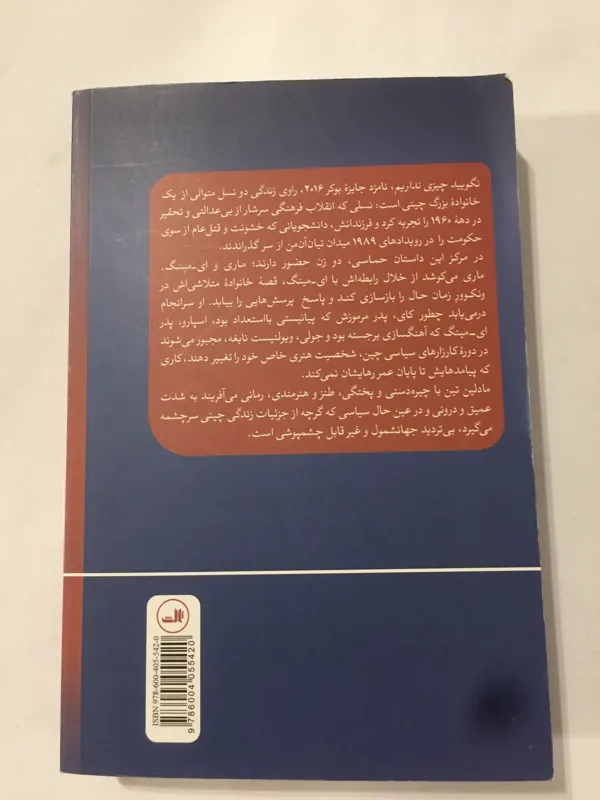 نگویید چیزی نداریم، نامزد جایزهٔ بوکر ۲۰۱۶، راوی زندگی دو نسل متوالی از یک
خانوادهٔ بزرگ چینی است: نسلی که انقلاب فرهنگی سرشار از بی‌عدالتی و تحقیر
در دههٔ ۱۹۶۰ را تجربه کرد و فرزندانش، دانشجویانی که خشونت و قتل‌عام از سوی
حکومت را در رویدادهای ۱۹۸۹ میدان تیان‌آن‌من از سر گذراندند.
در مرکز این داستان حماسی، دو زن حضور دارند؛ ماری و ای-مینگ.
ماری می‌کوشد از خلال رابطه‌اش با ای-مینگ، قصهٔ خانوادهٔ متلاشی‌اش در
ونکوور زمان حال را بازسازی کند و پاسخ پرسش‌هایی را بیابد. او سرانجام
درمی‌یابد چطور کای، پدر مرموزش که پیانیستی بااستعداد بود، اسپارو، پدر
ای-مینگ که آهنگسازی برجسته بود و جولی، ویولنیست نابغه، مجبور می‌شوند
در دورهٔ کارزارهای سیاسی چین، شخصیت هنری خاص خود را تغییر دهند، کاری
که پیامدهایش تا پایان عمر رهایشان نمی‌کند.
مادلین تین با چیره‌دستی و پختگی، طنز و هنرمندی، رمانی می‌آفریند به شدت
عمیق و درونی و در عین حال سیاسی که گرچه از جزئیات زندگی چینی سرچشمه
می‌گیرد، بی‌تردید جهانشمول و غیر قابل چشمپوشی است.
ثالث
ISBN 978-600-405-542-0
9 786004 055420